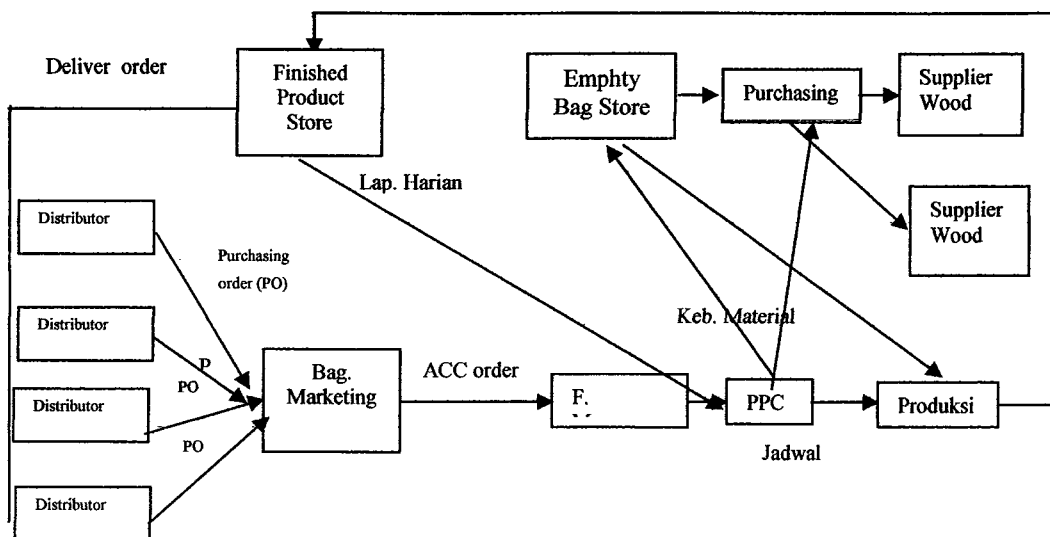 Deliver order
Finished
Product
Store
Emphty
Bag Store
Purchasing
Supplier
Wood
Lap. Harian
Supplier
Wood
Distributor
Purchasing
order (PO)
Distributor
Keb. Material
P
PO
Bag.
Marketing
ACC order
F.
PPC
Produksi
Distributor
PO
Jadwal
Distributor